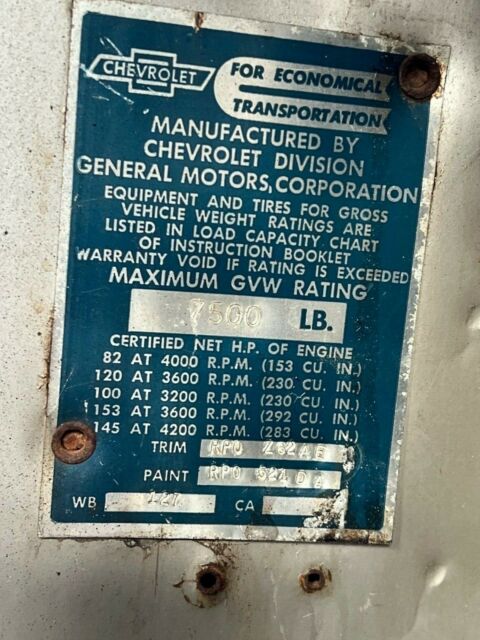 CHEVROLET
FOR ECONOMICAL
TRANSPORTATION
MANUFACTURED BY
CHEVROLET DIVISION
GENERAL MOTORS, CORPORATION
EQUIPMENT AND TIRES FOR GROSS
VEHICLE WEIGHT RATINGS ARE
LISTED IN LOAD CAPACITY CHART
OF INSTRUCTION BOOKLET
WARRANTY VOID IF RATING IS EXCEEDED
MAXIMUM GVW RATING
7500 LB.
CERTIFIED NET H.P. OF ENGINE
82 AT 4000 R.P.M. (153 CU. IN.)
120 AT 3600 R.P.M. (230 CU. IN.)
100 AT 3200 R.P.M. (230 CU. IN.)
153 AT 3600 R.P.M. (292 CU. IN.)
145 AT 4200 R.P.M. (283 CU. IN.)
TRIM RPO
PAINT RPO
WB 127 CA